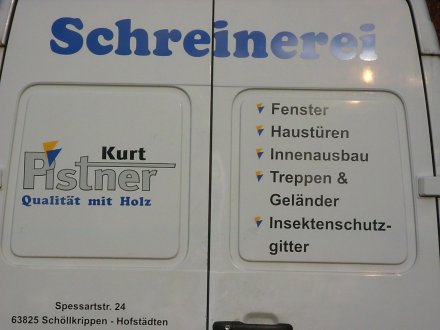 Schreinerei
Kurt
Pistner
Qualität mit Holz
Spessartstr. 24
63825 Schöllkrippen - Hofstädten
Fenster
Haustüren
Innenausbau
Treppen &
Geländer
Insektenschutz-
gitter